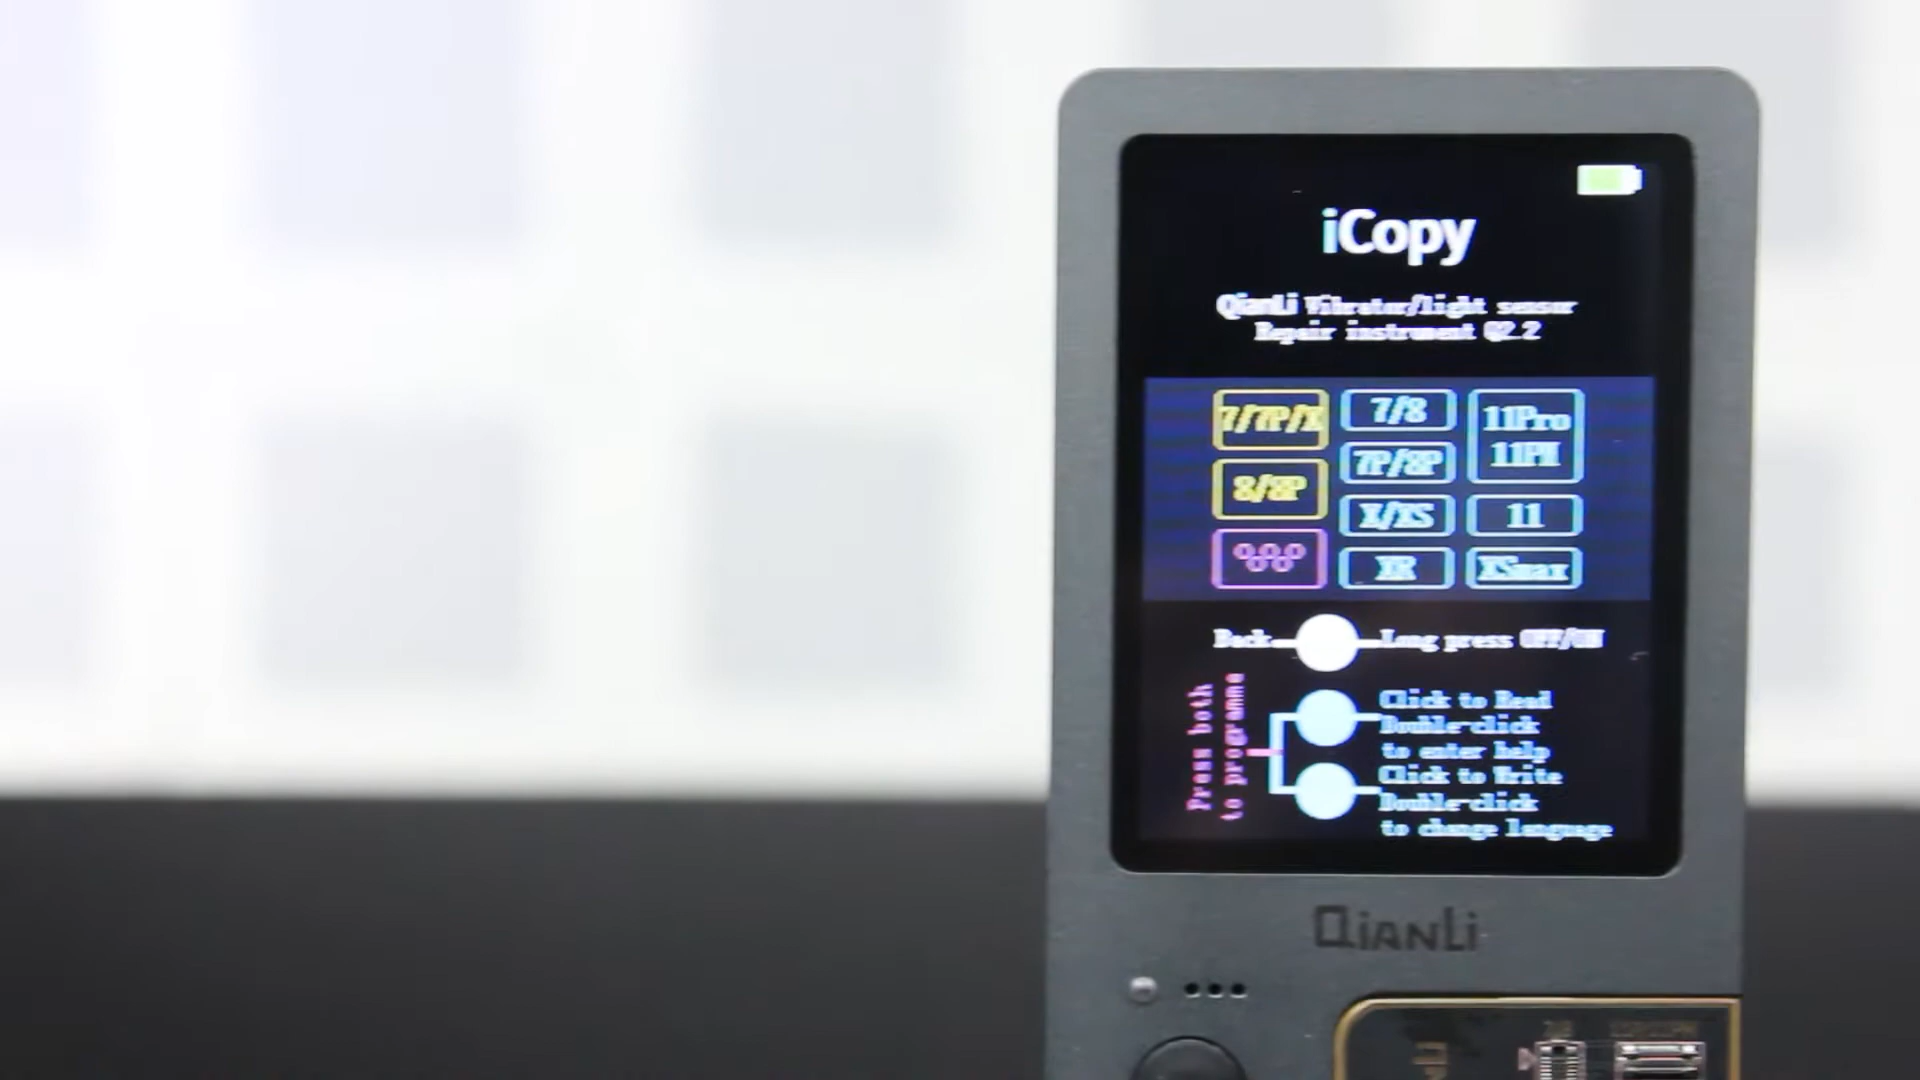 iCopy
QianLi Vibrator/light sensor
Repair instrument Q2.2
7/7P/X
7/8
11Pro
11PM
8/8P
7P/8P
X/XS
11
XR
XSmax
Back
Long press OFF/ON
Press both
to programme
Click to Read
Double-click
to enter help
Click to Write
Double-click
to change language
QIANLI